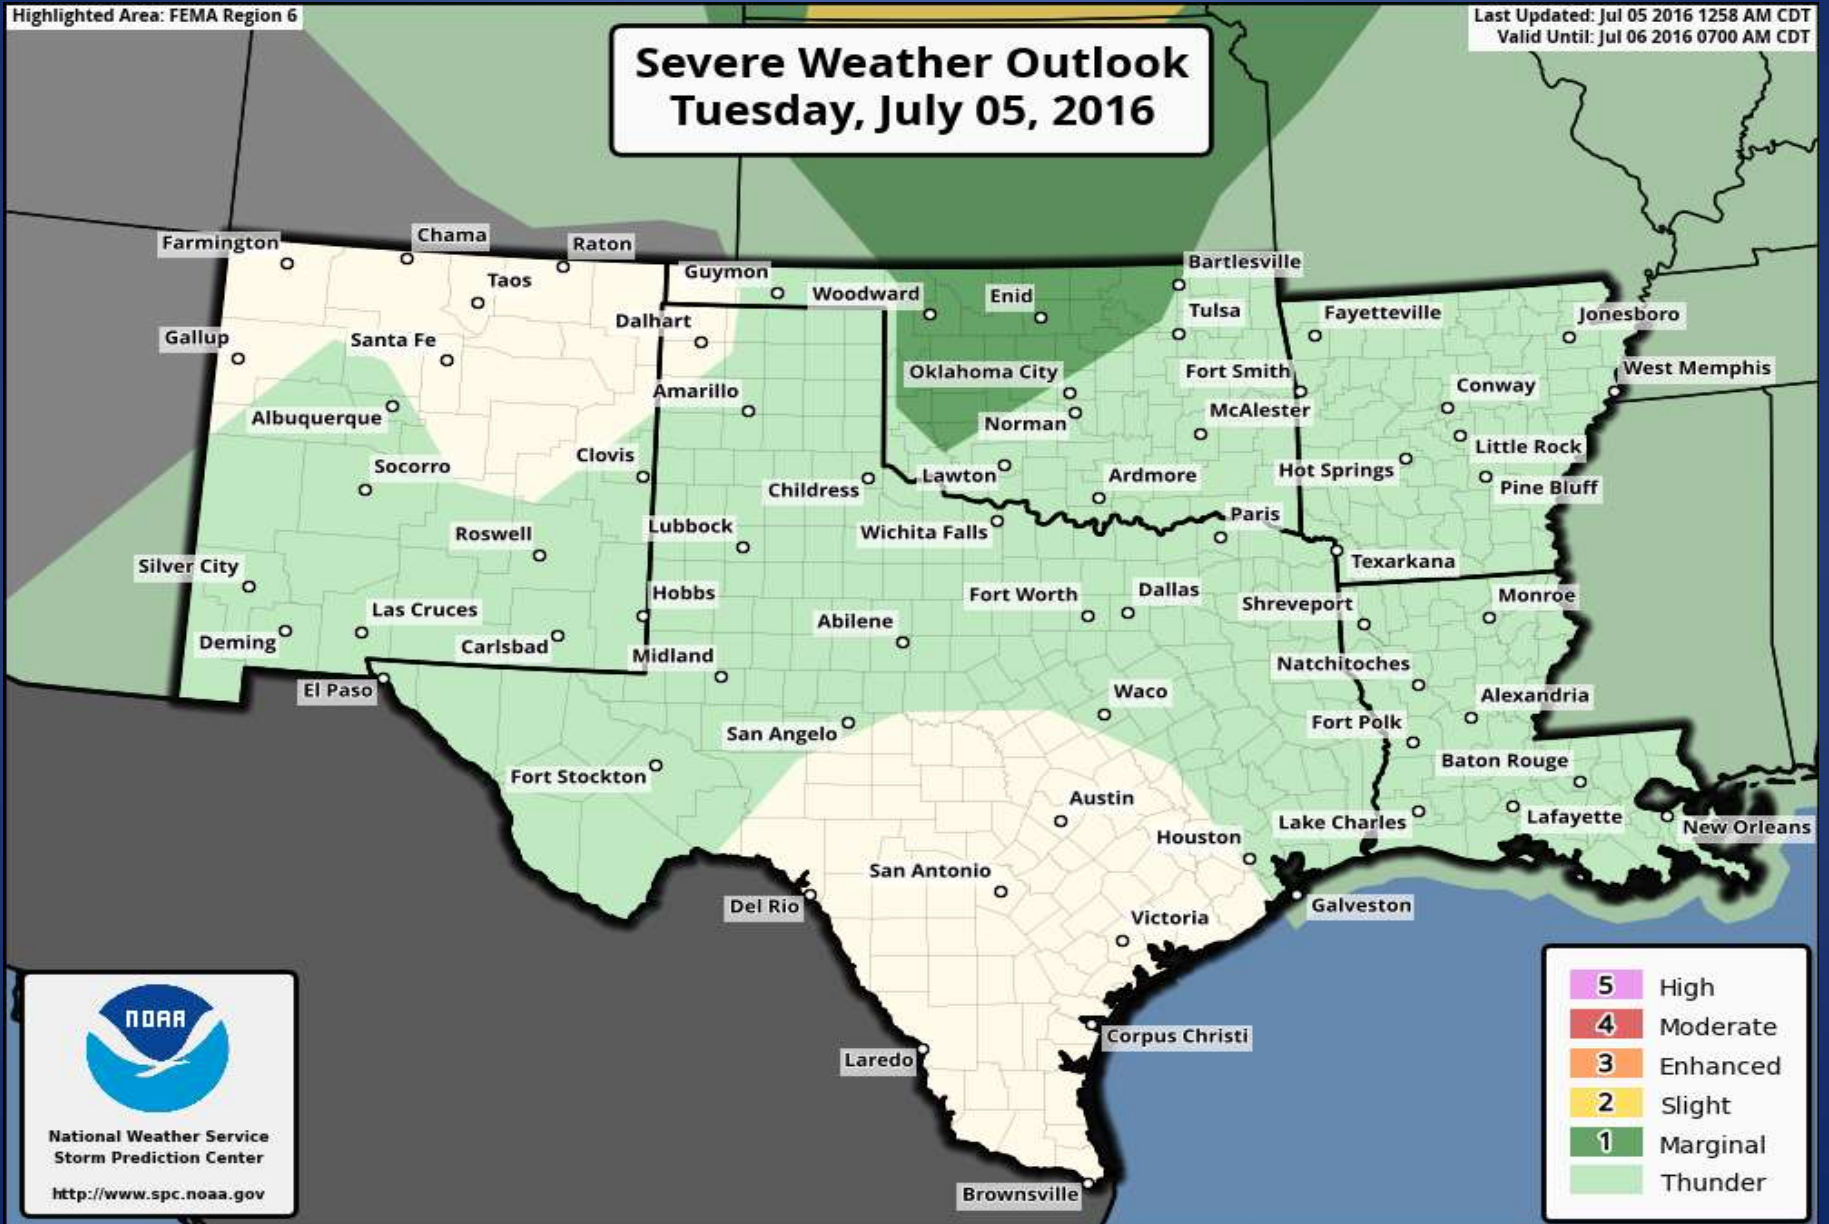 Highlighted Area: FEMA Region 6
Last Updated: Jul 05 2016 1258 AM CDT
Valid Until: Jul 06 2016 0700 AM CDT
Severe Weather Outlook
Tuesday, July 05, 2016
Farmington
Chama
Raton
Taos
Guymon
Woodward
Enid
Bartlesville
Gallup
Santa Fe
Dalhart
Tulsa
Fayetteville
Jonesboro
Albuquerque
Amarillo
Oklahoma City
Fort Smith
West Memphis
Norman
McAlester
Conway
Socorro
Clovis
Childress
Lawton
Ardmore
Hot Springs
Little Rock
Pine Bluff
Roswell
Lubbock
Wichita Falls
Paris
Texarkana
Silver City
Hobbs
Fort Worth
Dallas
Shreveport
Monroe
Las Cruces
Deming
Carlsbad
Midland
Abilene
Natchitoches
El Paso
San Angelo
Waco
Alexandria
Fort Polk
Fort Stockton
Baton Rouge
Austin
Houston
Lake Charles
Lafayette
New Orleans
San Antonio
Del Rio
Victoria
Galveston
Laredo
Corpus Christi
Brownsville
NOAA
National Weather Service
Storm Prediction Center
http://www.spc.noaa.gov
5 High
4 Moderate
3 Enhanced
2 Slight
1 Marginal
Thunder